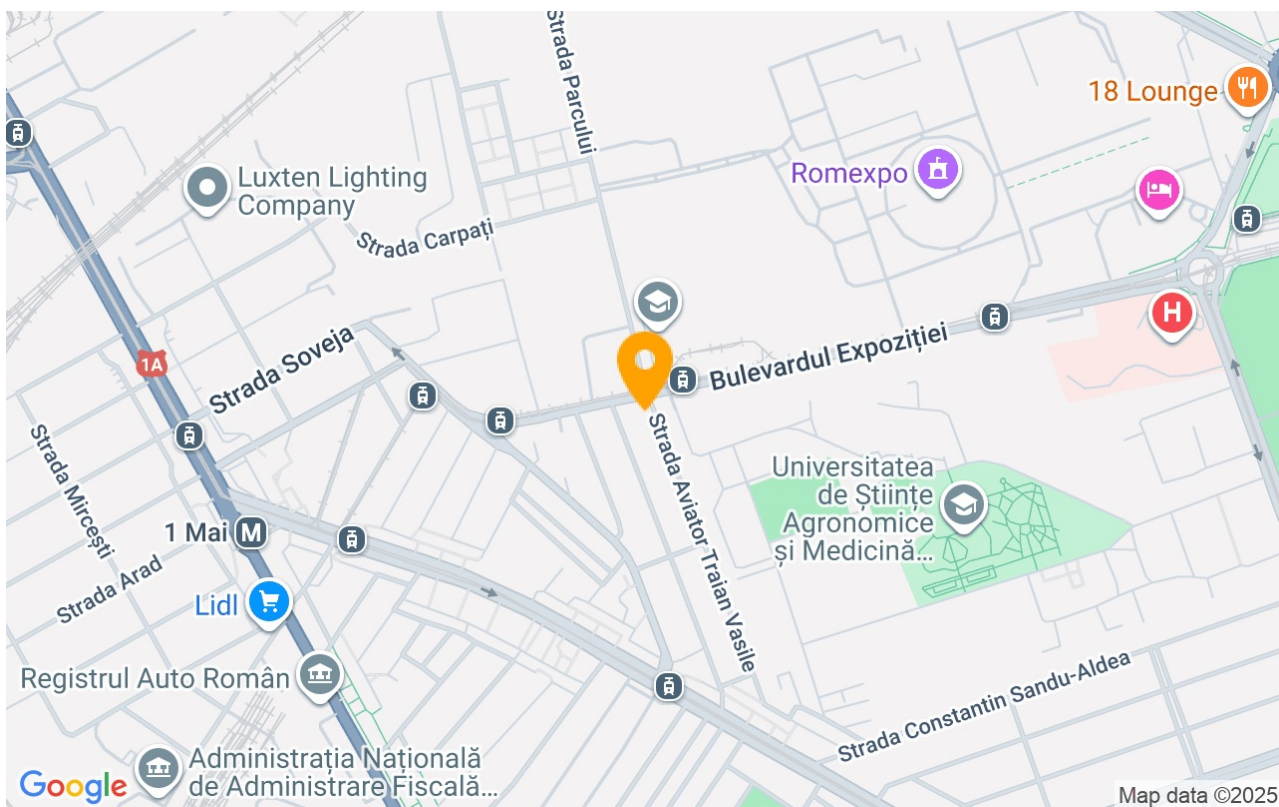 Strada Parcului
18 Lounge
Romexpo
Luxten Lighting
Company
Strada Carpați
H
Bulevardul Expoziției
Strada Soveja
1A
Strada Mircești
Strada Aviator Traian Vasile
Universitatea
de Științe
Agronomice
și Medicină...
1 Mai M
Strada Arad
Lidl
Registrul Auto Român
Strada Constantin Sandu-Aldea
Administrația Națională
de Administrare Fiscală...
Google
Map data ©2025